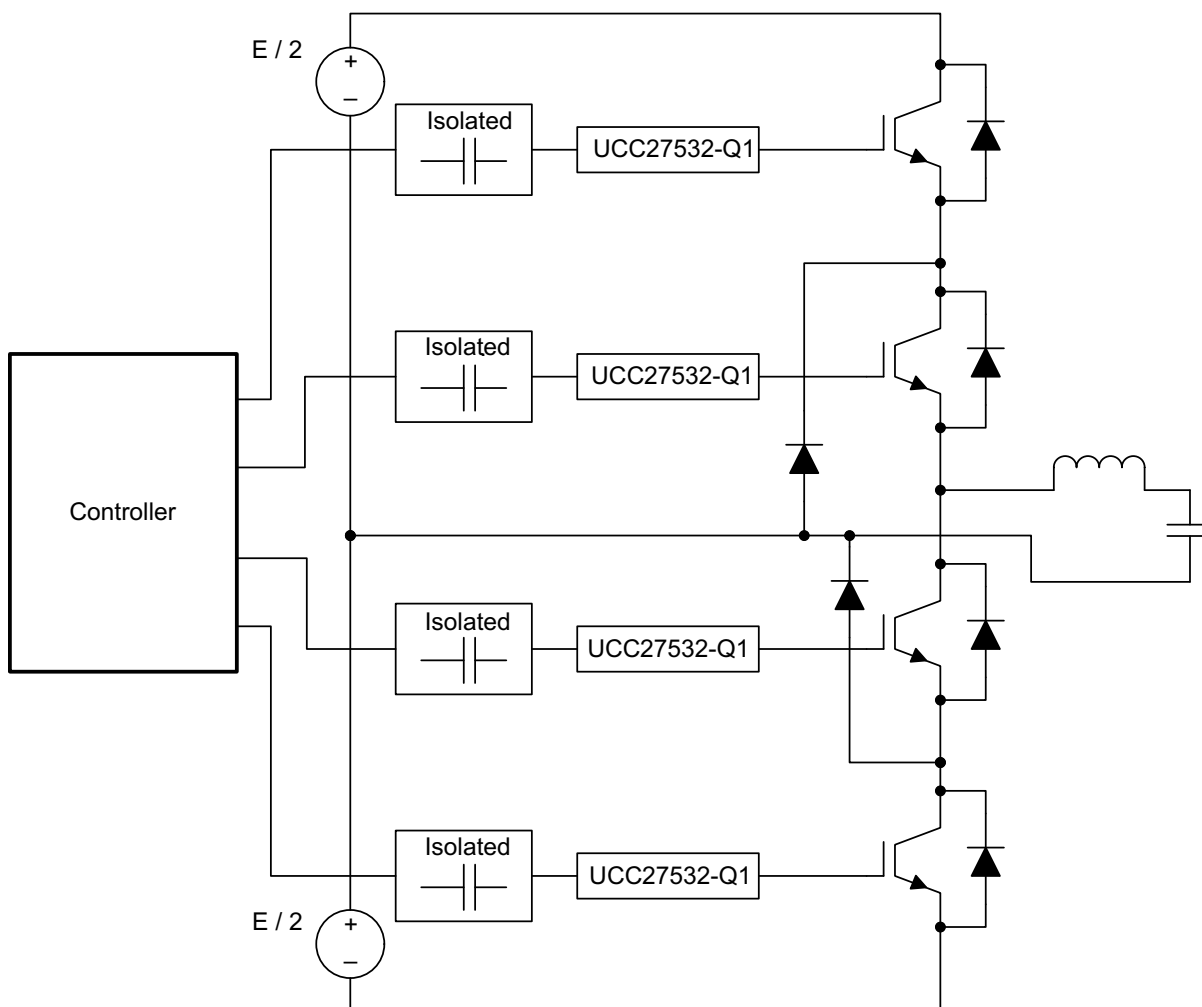 E / 2
+
–
Isolated
UCC27532-Q1
Isolated
UCC27532-Q1
Controller
Isolated
UCC27532-Q1
Isolated
UCC27532-Q1
E / 2
+
–